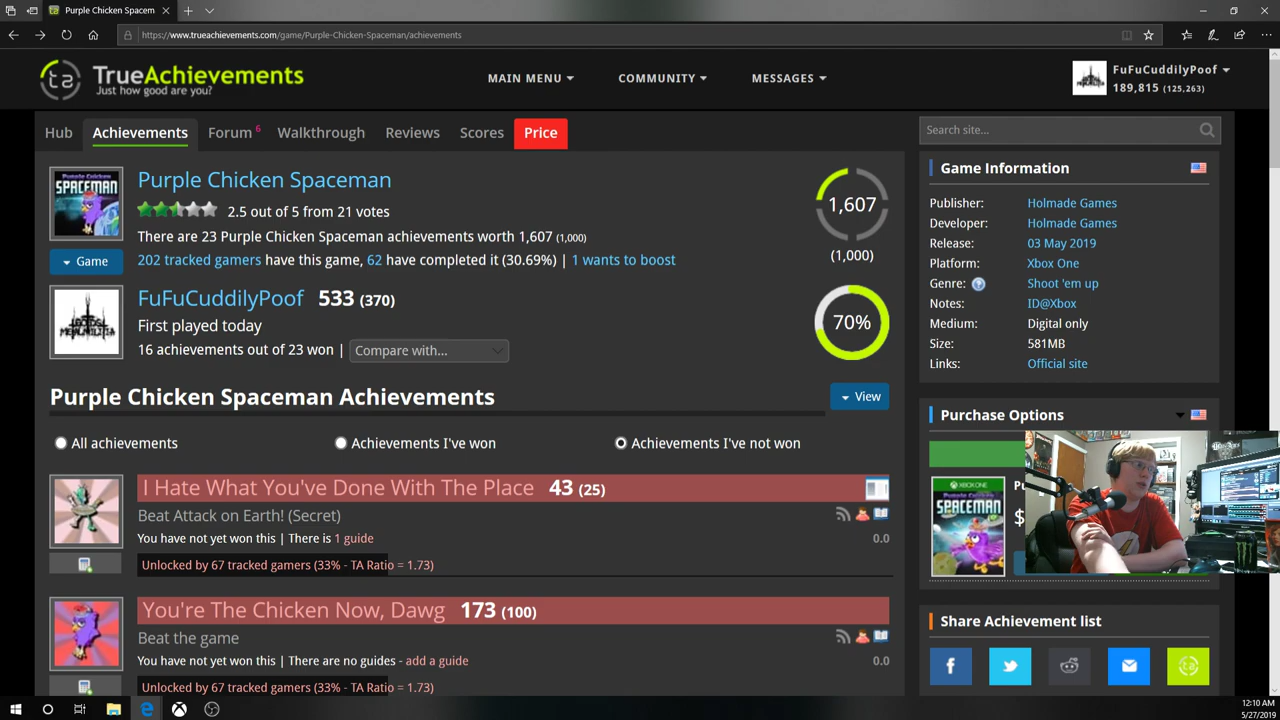 Purple Chicken Spacem
https://www.trueachievements.com/game/Purple-Chicken-Spaceman/achievements
ta TrueAchievements
Just how good are you?
MAIN MENU
COMMUNITY
MESSAGES
FuFuCuddilyPoof
189,815 (125,263)
Hub
Achievements
Forum 6
Walkthrough
Reviews
Scores
Price
Search site...
Purple Chicken Spaceman
2.5 out of 5 from 21 votes
There are 23 Purple Chicken Spaceman achievements worth 1,607 (1,000)
202 tracked gamers have this game, 62 have completed it (30.69%) | 1 wants to boost
SPACEMAN
Game
1,607
(1,000)
FuFuCuddilyPoof 533 (370)
First played today
16 achievements out of 23 won | Compare with...
70%
Purple Chicken Spaceman Achievements
View
All achievements
Achievements I've won
Achievements I've not won
I Hate What You've Done With The Place 43 (25)
Beat Attack on Earth! (Secret)
You have not yet won this | There is 1 guide
0.0
Unlocked by 67 tracked gamers (33% - TA Ratio = 1.73)
You're The Chicken Now, Dawg 173 (100)
Beat the game
You have not yet won this | There are no guides - add a guide
0.0
Unlocked by 67 tracked gamers (33% - TA Ratio = 1.73)
Game Information
Publisher: Holmade Games
Developer: Holmade Games
Release: 03 May 2019
Platform: Xbox One
Genre: Shoot 'em up
Notes: ID@Xbox
Medium: Digital only
Size: 581MB
Links: Official site
Purchase Options
XBOX ONE
SPACEMAN
$
Share Achievement list
12:10 AM
5/27/2019